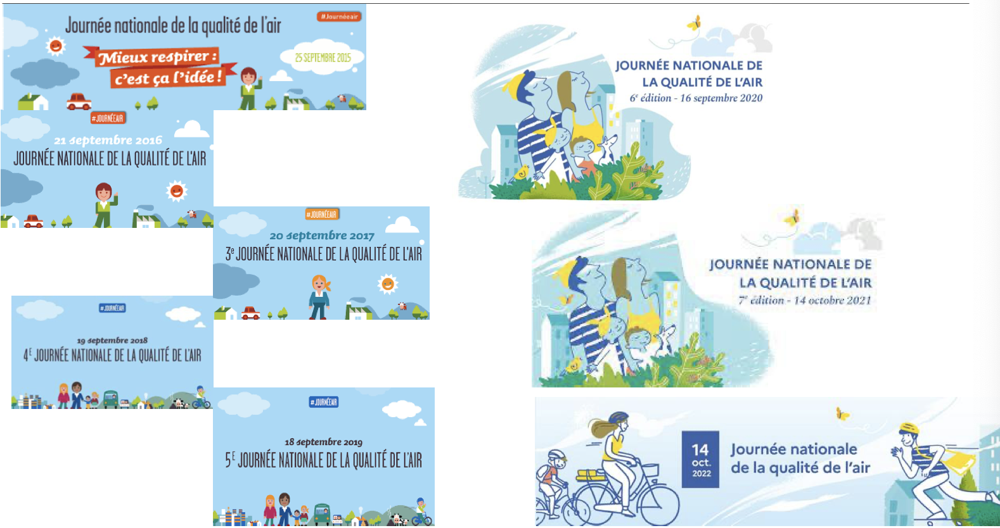 #Journéeair
Journée nationale de la qualité de l'air
Mieux respirer :
c'est ça l'idée !
25 SEPTEMBRE 2015
#JOURNÉEAIR
21 septembre 2016
JOURNÉE NATIONALE DE LA QUALITÉ DE L'AIR
#JOURNÉEAIR
20 septembre 2017
3e JOURNÉE NATIONALE DE LA QUALITÉ DE L'AIR
#JOURNÉEAIR
19 septembre 2018
4E JOURNÉE NATIONALE DE LA QUALITÉ DE L'AIR
#JOURNÉEAIR
18 septembre 2019
5E JOURNÉE NATIONALE DE LA QUALITÉ DE L'AIR
JOURNÉE NATIONALE DE
LA QUALITÉ DE L'AIR
6e édition - 16 septembre 2020
JOURNÉE NATIONALE DE
LA QUALITÉ DE L'AIR
7e édition - 14 octobre 2021
14
oct.
2022
Journée nationale
de la qualité de l'air